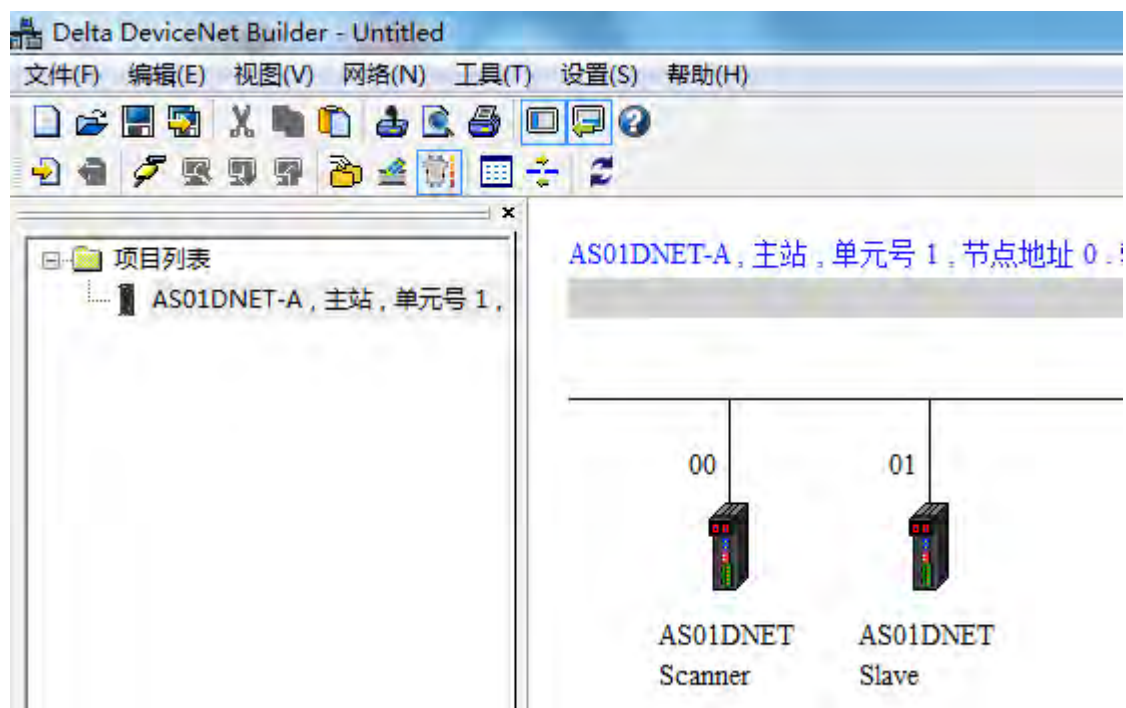 Delta DeviceNet Builder - Untitled
文件(F) 编辑(E) 视图(V) 网络(N) 工具(T) 设置(S) 帮助(H)
项目列表
AS01DNET-A , 主站 , 单元号 1 ,
AS01DNET-A , 主站 , 单元号 1 , 节点地址 0 .
00
01
AS01DNET
Scanner
AS01DNET
Slave